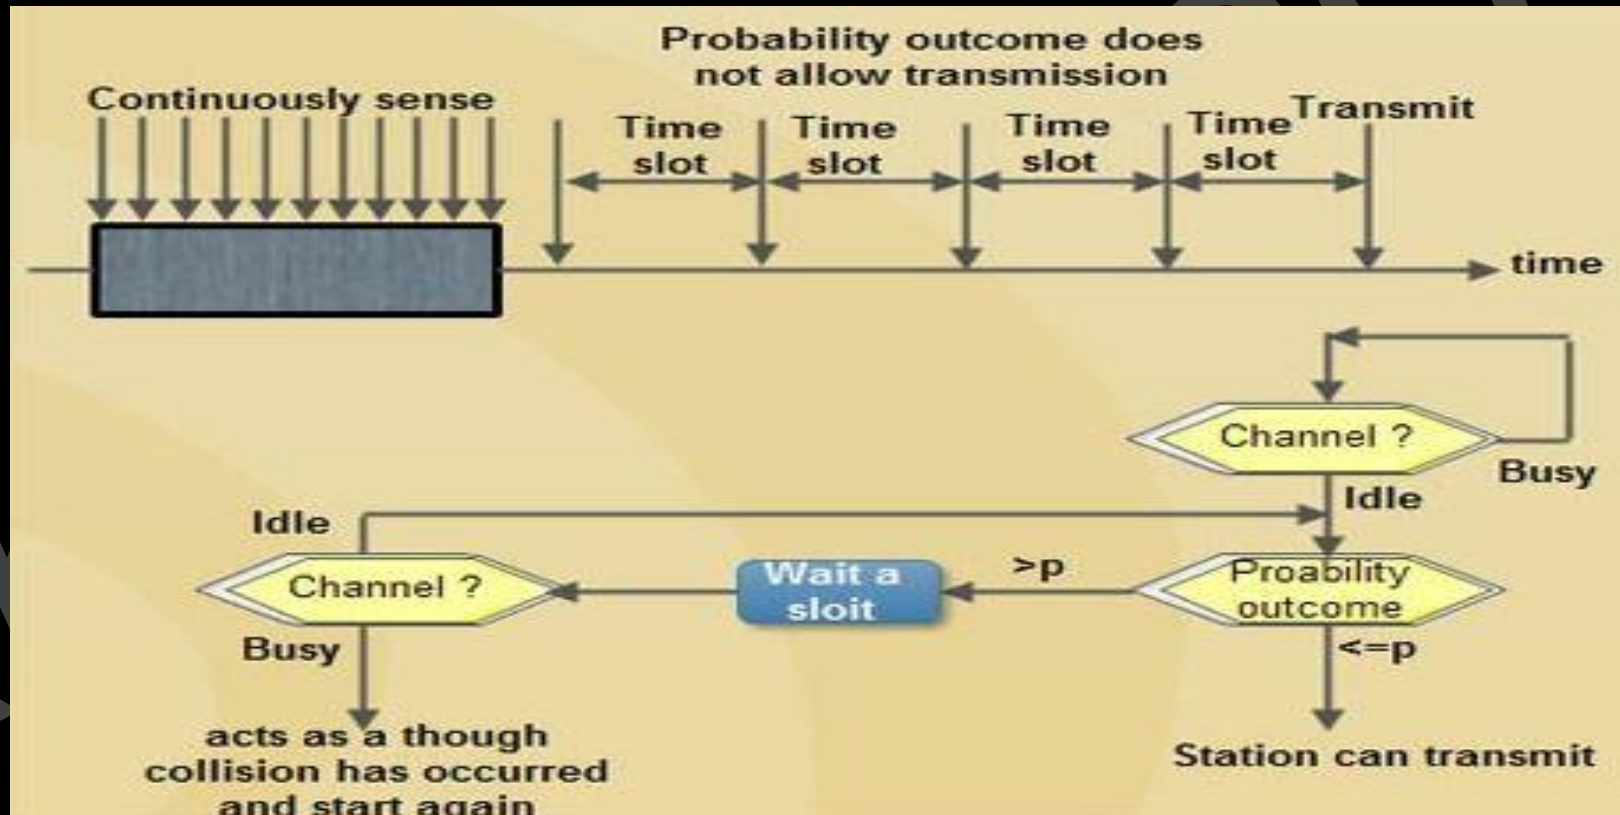 Probability outcome does
not allow transmission
Continuously sense
Time
slot
Time
slot
Time
slot
Time
slot
Transmit
time
Channel ?
Busy
Idle
Idle
Channel ?
Wait a
sloit
>p
Proability
outcome
Busy
<=p
acts as a though
collision has occurred
and start again
Station can transmit